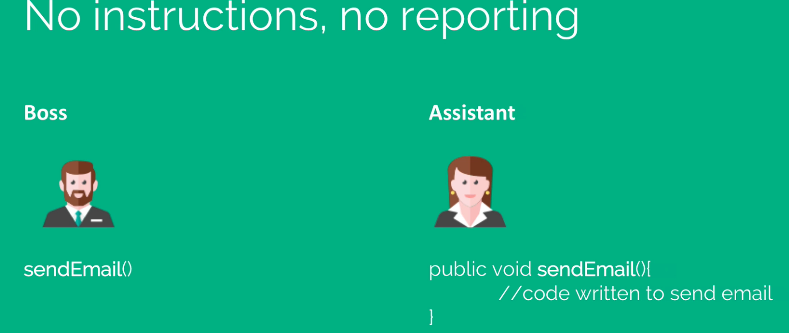 No instructions, no reporting
Boss
Assistant
sendEmail()
public void sendEmail(){
//code written to send email
}